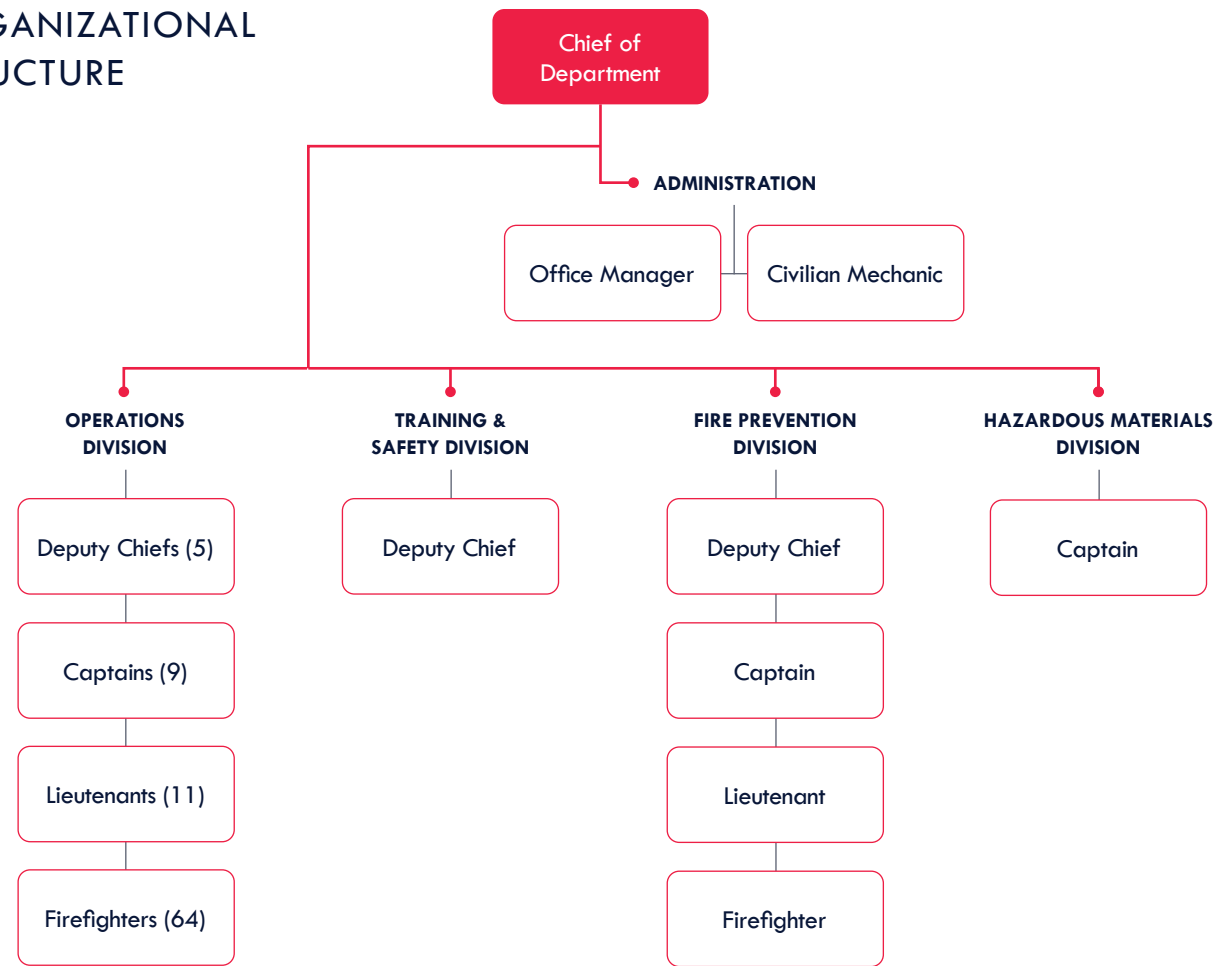 GANIZATIONAL
UCTURE
Chief of
Department
ADMINISTRATION
Office Manager
Civilian Mechanic
OPERATIONS
DIVISION
TRAINING &
SAFETY DIVISION
FIRE PREVENTION
DIVISION
HAZARDOUS MATERIALS
DIVISION
Deputy Chiefs (5)
Deputy Chief
Deputy Chief
Captain
Captains (9)
Captain
Lieutenants (11)
Lieutenant
Firefighters (64)
Firefighter